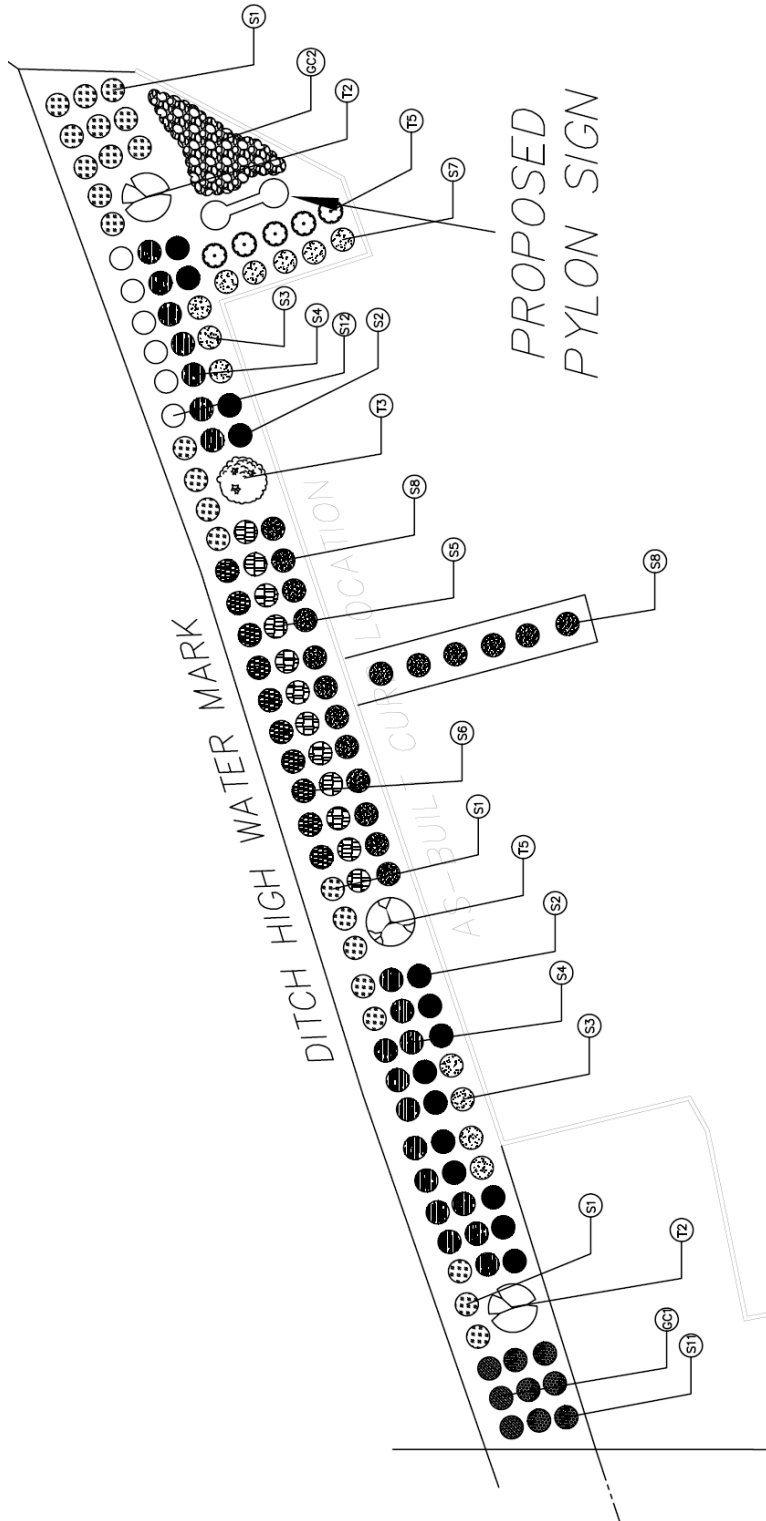 S1
GC2
T2
T5
S7
PROPOSED
PYLON SIGN
S3
S4
S12
S2
T3
S8
S5
S8
AS-BUILT CURB LOCATION
DITCH HIGH WATER MARK
S6
S1
T5
S2
S4
S3
S1
T2
GC1
S11